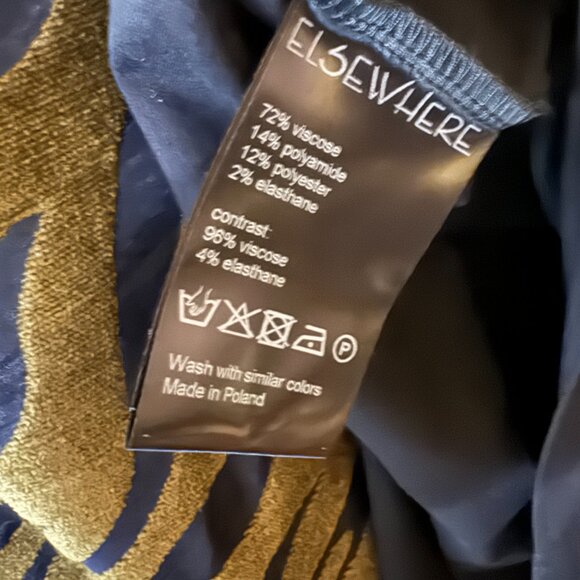 ELSEWHERE
72% viscose
14% polyamide
12% polyester
2% elasthane
contrast:
96% viscose
4% elasthane
P
Wash with similar colors
Made in Poland